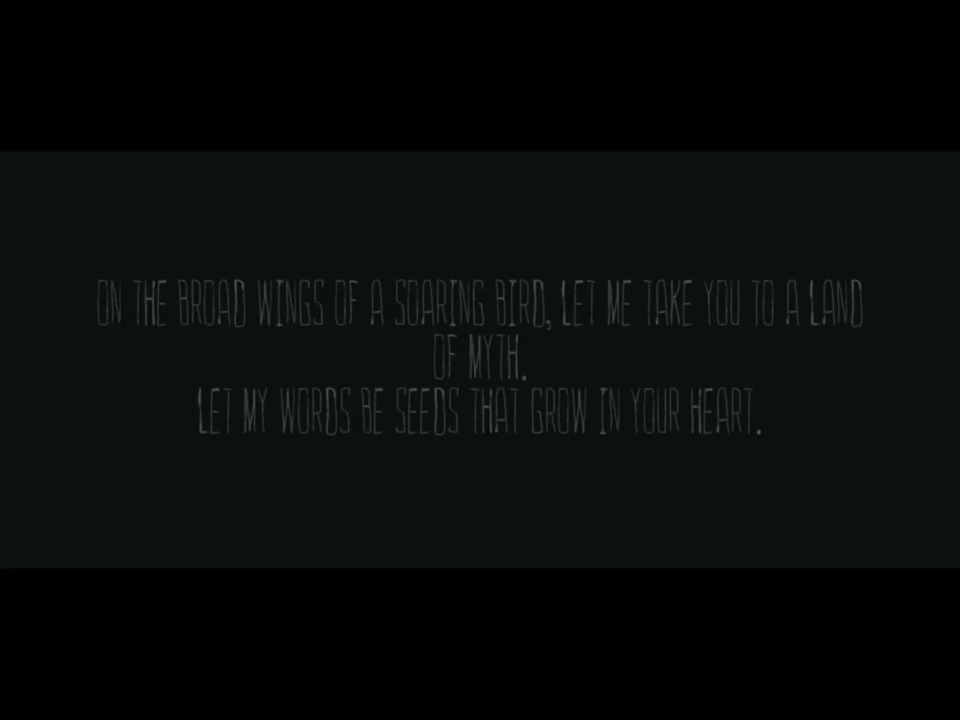 ON THE BROAD WINGS OF A SOARING BIRD, LET ME TAKE YOU TO A LAND
OF MYTH.
LET MY WORDS BE SEEDS THAT GROW IN YOUR HEART.